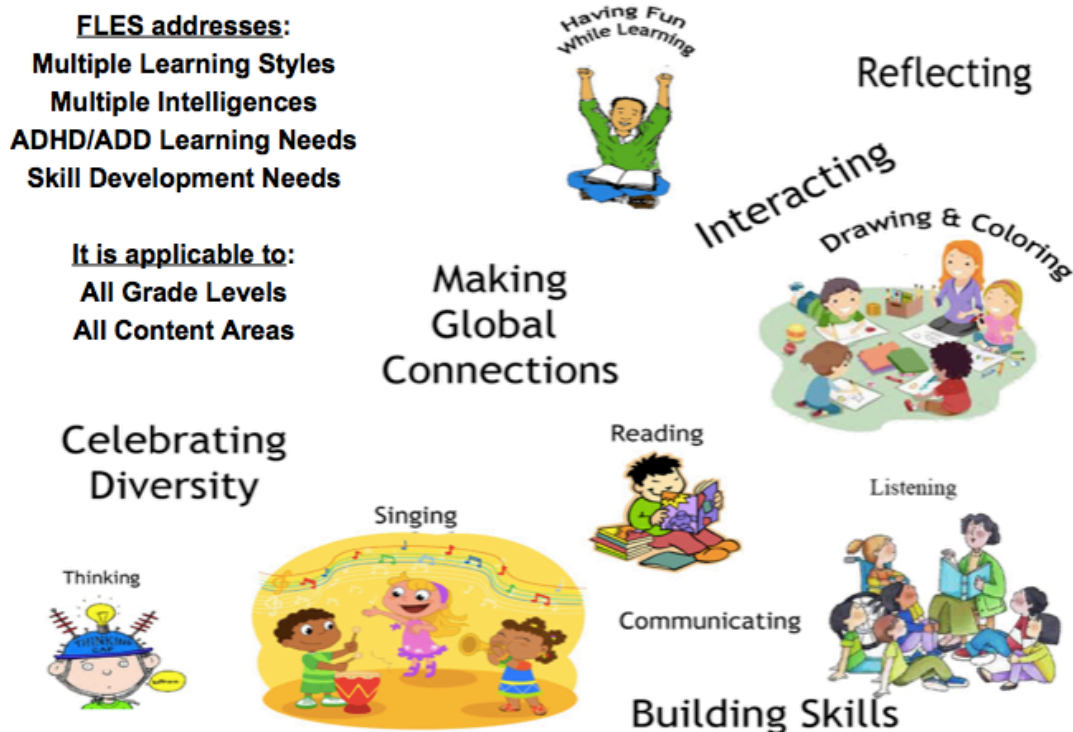 FLES addresses:
Multiple Learning Styles
Multiple Intelligences
ADHD/ADD Learning Needs
Skill Development Needs
It is applicable to:
All Grade Levels
All Content Areas
Having Fun
While Learning
Reflecting
Interacting
Drawing & Coloring
Making
Global
Connections
Celebrating
Diversity
Reading
Listening
Singing
Thinking
THINKING
CAP
Communicating
Building Skills